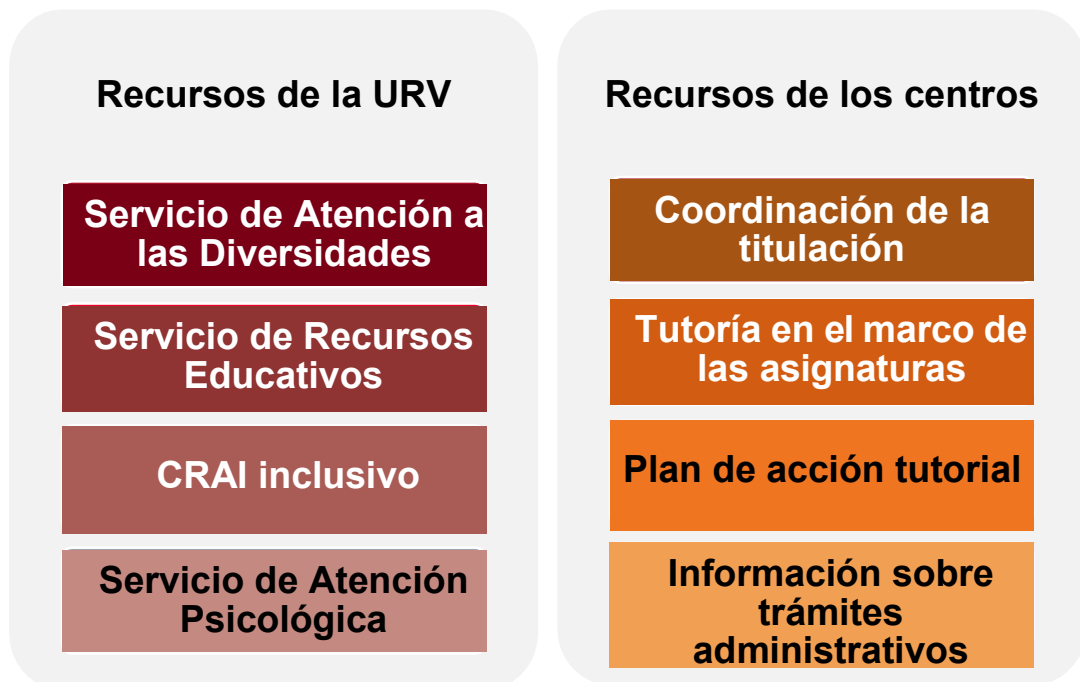 Recursos de la URV
Servicio de Atención a
las Diversidades
Servicio de Recursos
Educativos
CRAI inclusivo
Servicio de Atención
Psicológica
Recursos de los centros
Coordinación de la
titulación
Tutoría en el marco de
las asignaturas
Plan de acción tutorial
Información sobre
trámites
administrativos